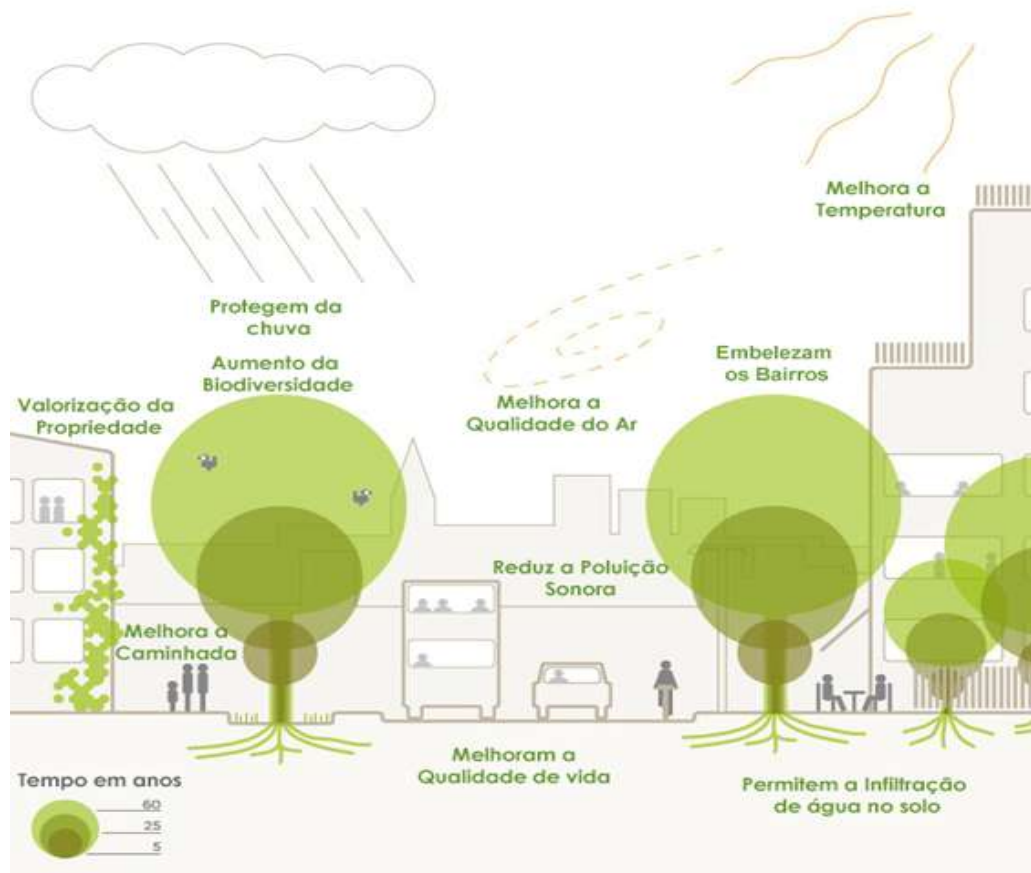 Melhora a
Temperatura
Protegem da
chuva
Aumento da
Biodiversidade
Embelezam
os Bairros
Valorização da
Propriedade
Melhora a
Qualidade do Ar
Reduz a Poluição
Sonora
Melhora a
Caminhada
Melhoram a
Qualidade de vida
Permitem a Infiltração
de água no solo
Tempo em anos
60
25
5